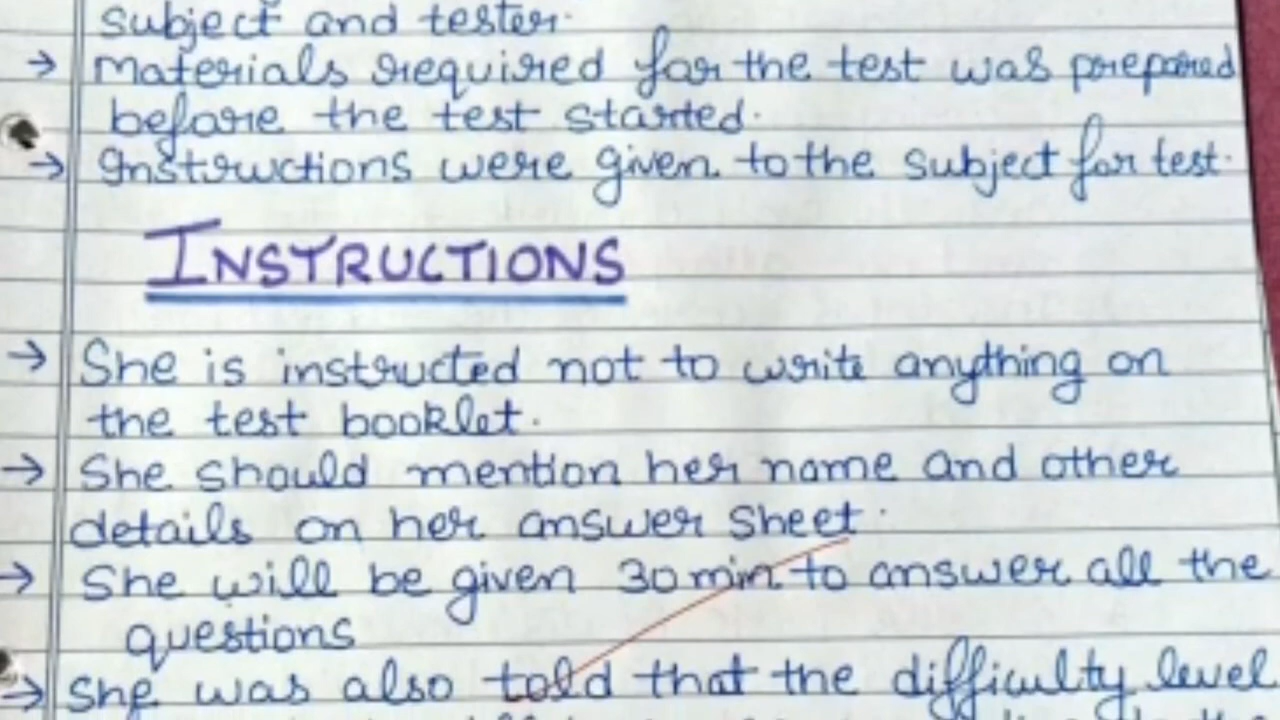 subject and tester.
→ Materials required for the test was prepared
before the test started.
→ Instructions were given to the subject for test.
INSTRUCTIONS
→ She is instructed not to write anything on
the test booklet.
→ She should mention her name and other
details on her answer sheet.
→ She will be given 30 min to answer all the
questions
→ She was also told that the difficulty level